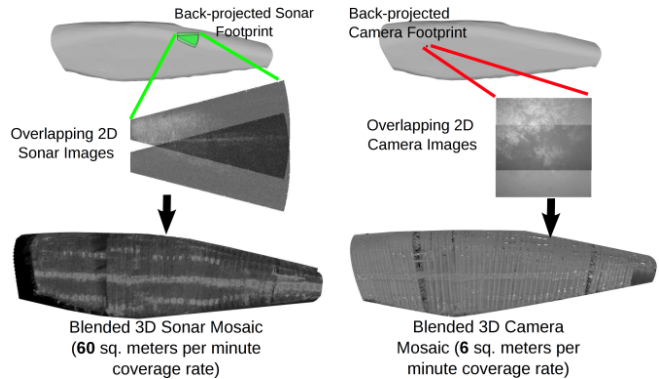 Back-projected Sonar
Footprint
Overlapping 2D
Sonar Images
Blended 3D Sonar Mosaic
(60 sq. meters per minute
coverage rate)
Back-projected
Camera Footprint
Overlapping 2D
Camera Images
Blended 3D Camera
Mosaic (6 sq. meters per
minute coverage rate)